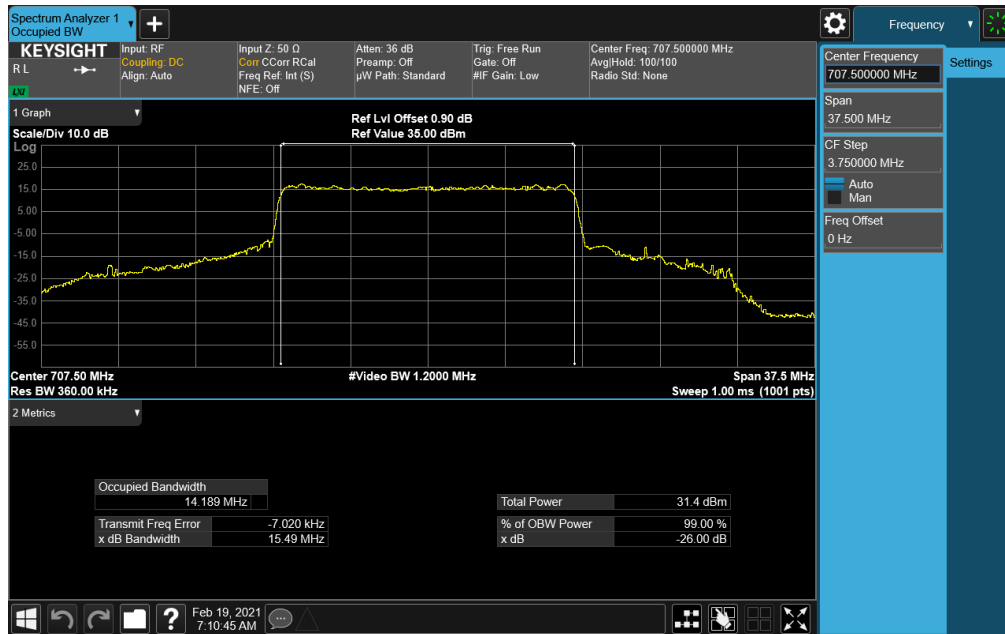 Spectrum Analyzer 1
Occupied BW
Frequency
KEYSIGHT
R L
LXI
Input: RF
Coupling: DC
Align: Auto
Input Z: 50 Ω
Corr CCorr RCal
Freq Ref: Int (S)
NFE: Off
Atten: 36 dB
Preamp: Off
µW Path: Standard
Trig: Free Run
Gate: Off
#IF Gain: Low
Center Freq: 707.500000 MHz
Avg|Hold: 100/100
Radio Std: None
Center Frequency
707.500000 MHz
Settings
Span
37.500 MHz
CF Step
3.750000 MHz
Auto
Man
Freq Offset
0 Hz
1 Graph
Scale/Div 10.0 dB
Ref Lvl Offset 0.90 dB
Ref Value 35.00 dBm
Log
25.0
15.0
5.00
-5.00
-15.0
-25.0
-35.0
-45.0
-55.0
Center 707.50 MHz
#Video BW 1.2000 MHz
Span 37.5 MHz
Res BW 360.00 kHz
Sweep 1.00 ms (1001 pts)
2 Metrics
Occupied Bandwidth
14.189 MHz
Transmit Freq Error -7.020 kHz
x dB Bandwidth 15.49 MHz
Total Power 31.4 dBm
% of OBW Power 99.00 %
x dB -26.00 dB
Feb 19, 2021
7:10:45 AM